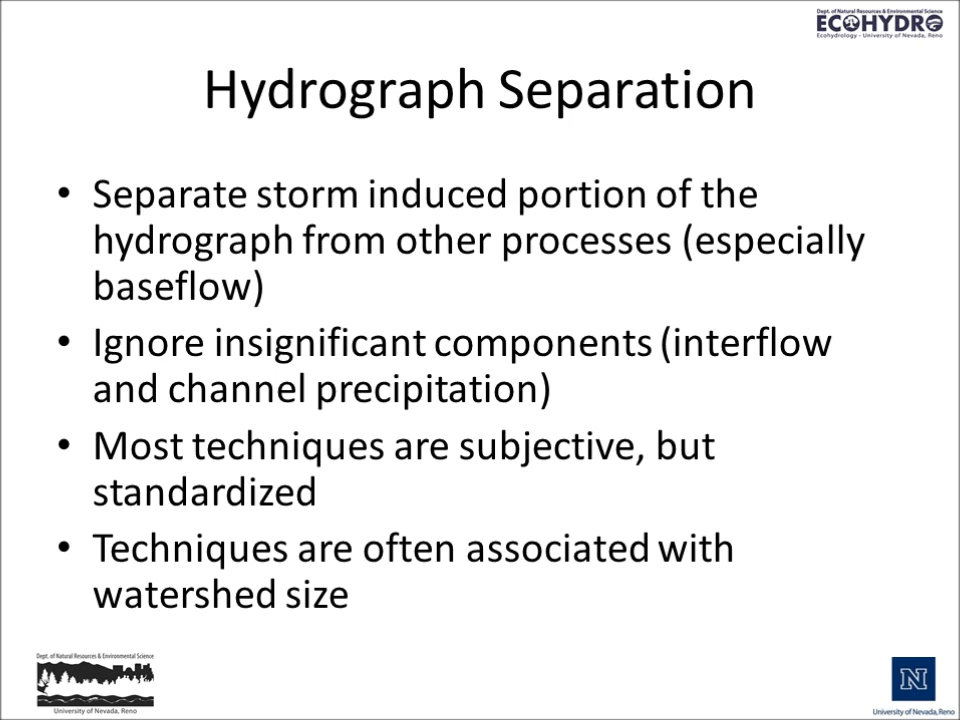 Dept. of Natural Resources & Environmental Science
ECOHYDRO
Ecohydrology - University of Nevada, Reno
Hydrograph Separation
• Separate storm induced portion of the
hydrograph from other processes (especially
baseflow)
• Ignore insignificant components (interflow
and channel precipitation)
• Most techniques are subjective, but
standardized
• Techniques are often associated with
watershed size
Dept. of Natural Resources & Environmental Science
University of Nevada, Reno
N
University of Nevada, Reno